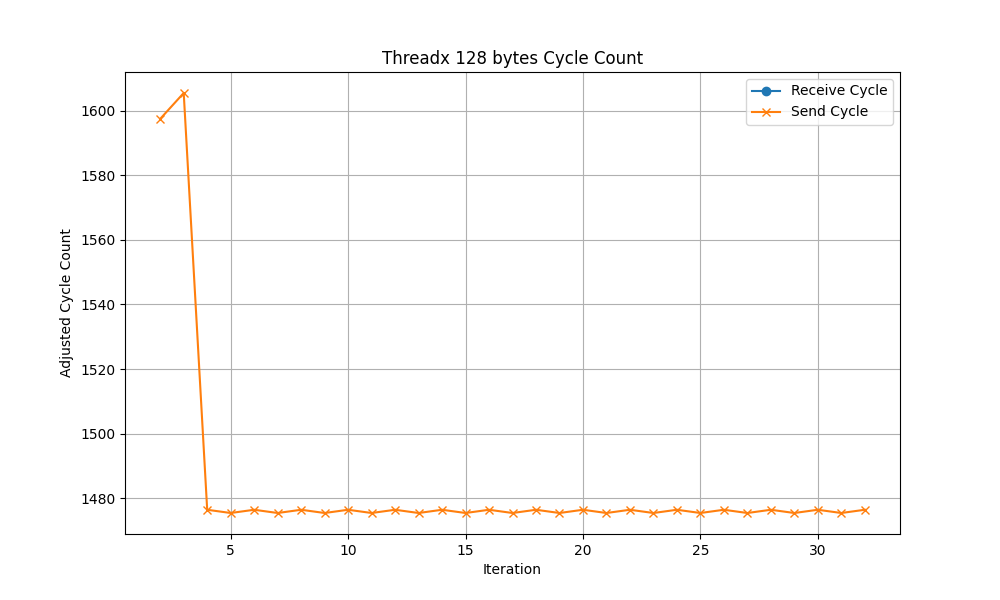 Threadx 128 bytes Cycle Count
Receive Cycle
Send Cycle
1600
1580
1560
1540
1520
1500
1480
Adjusted Cycle Count
5 10 15 20 25 30
Iteration